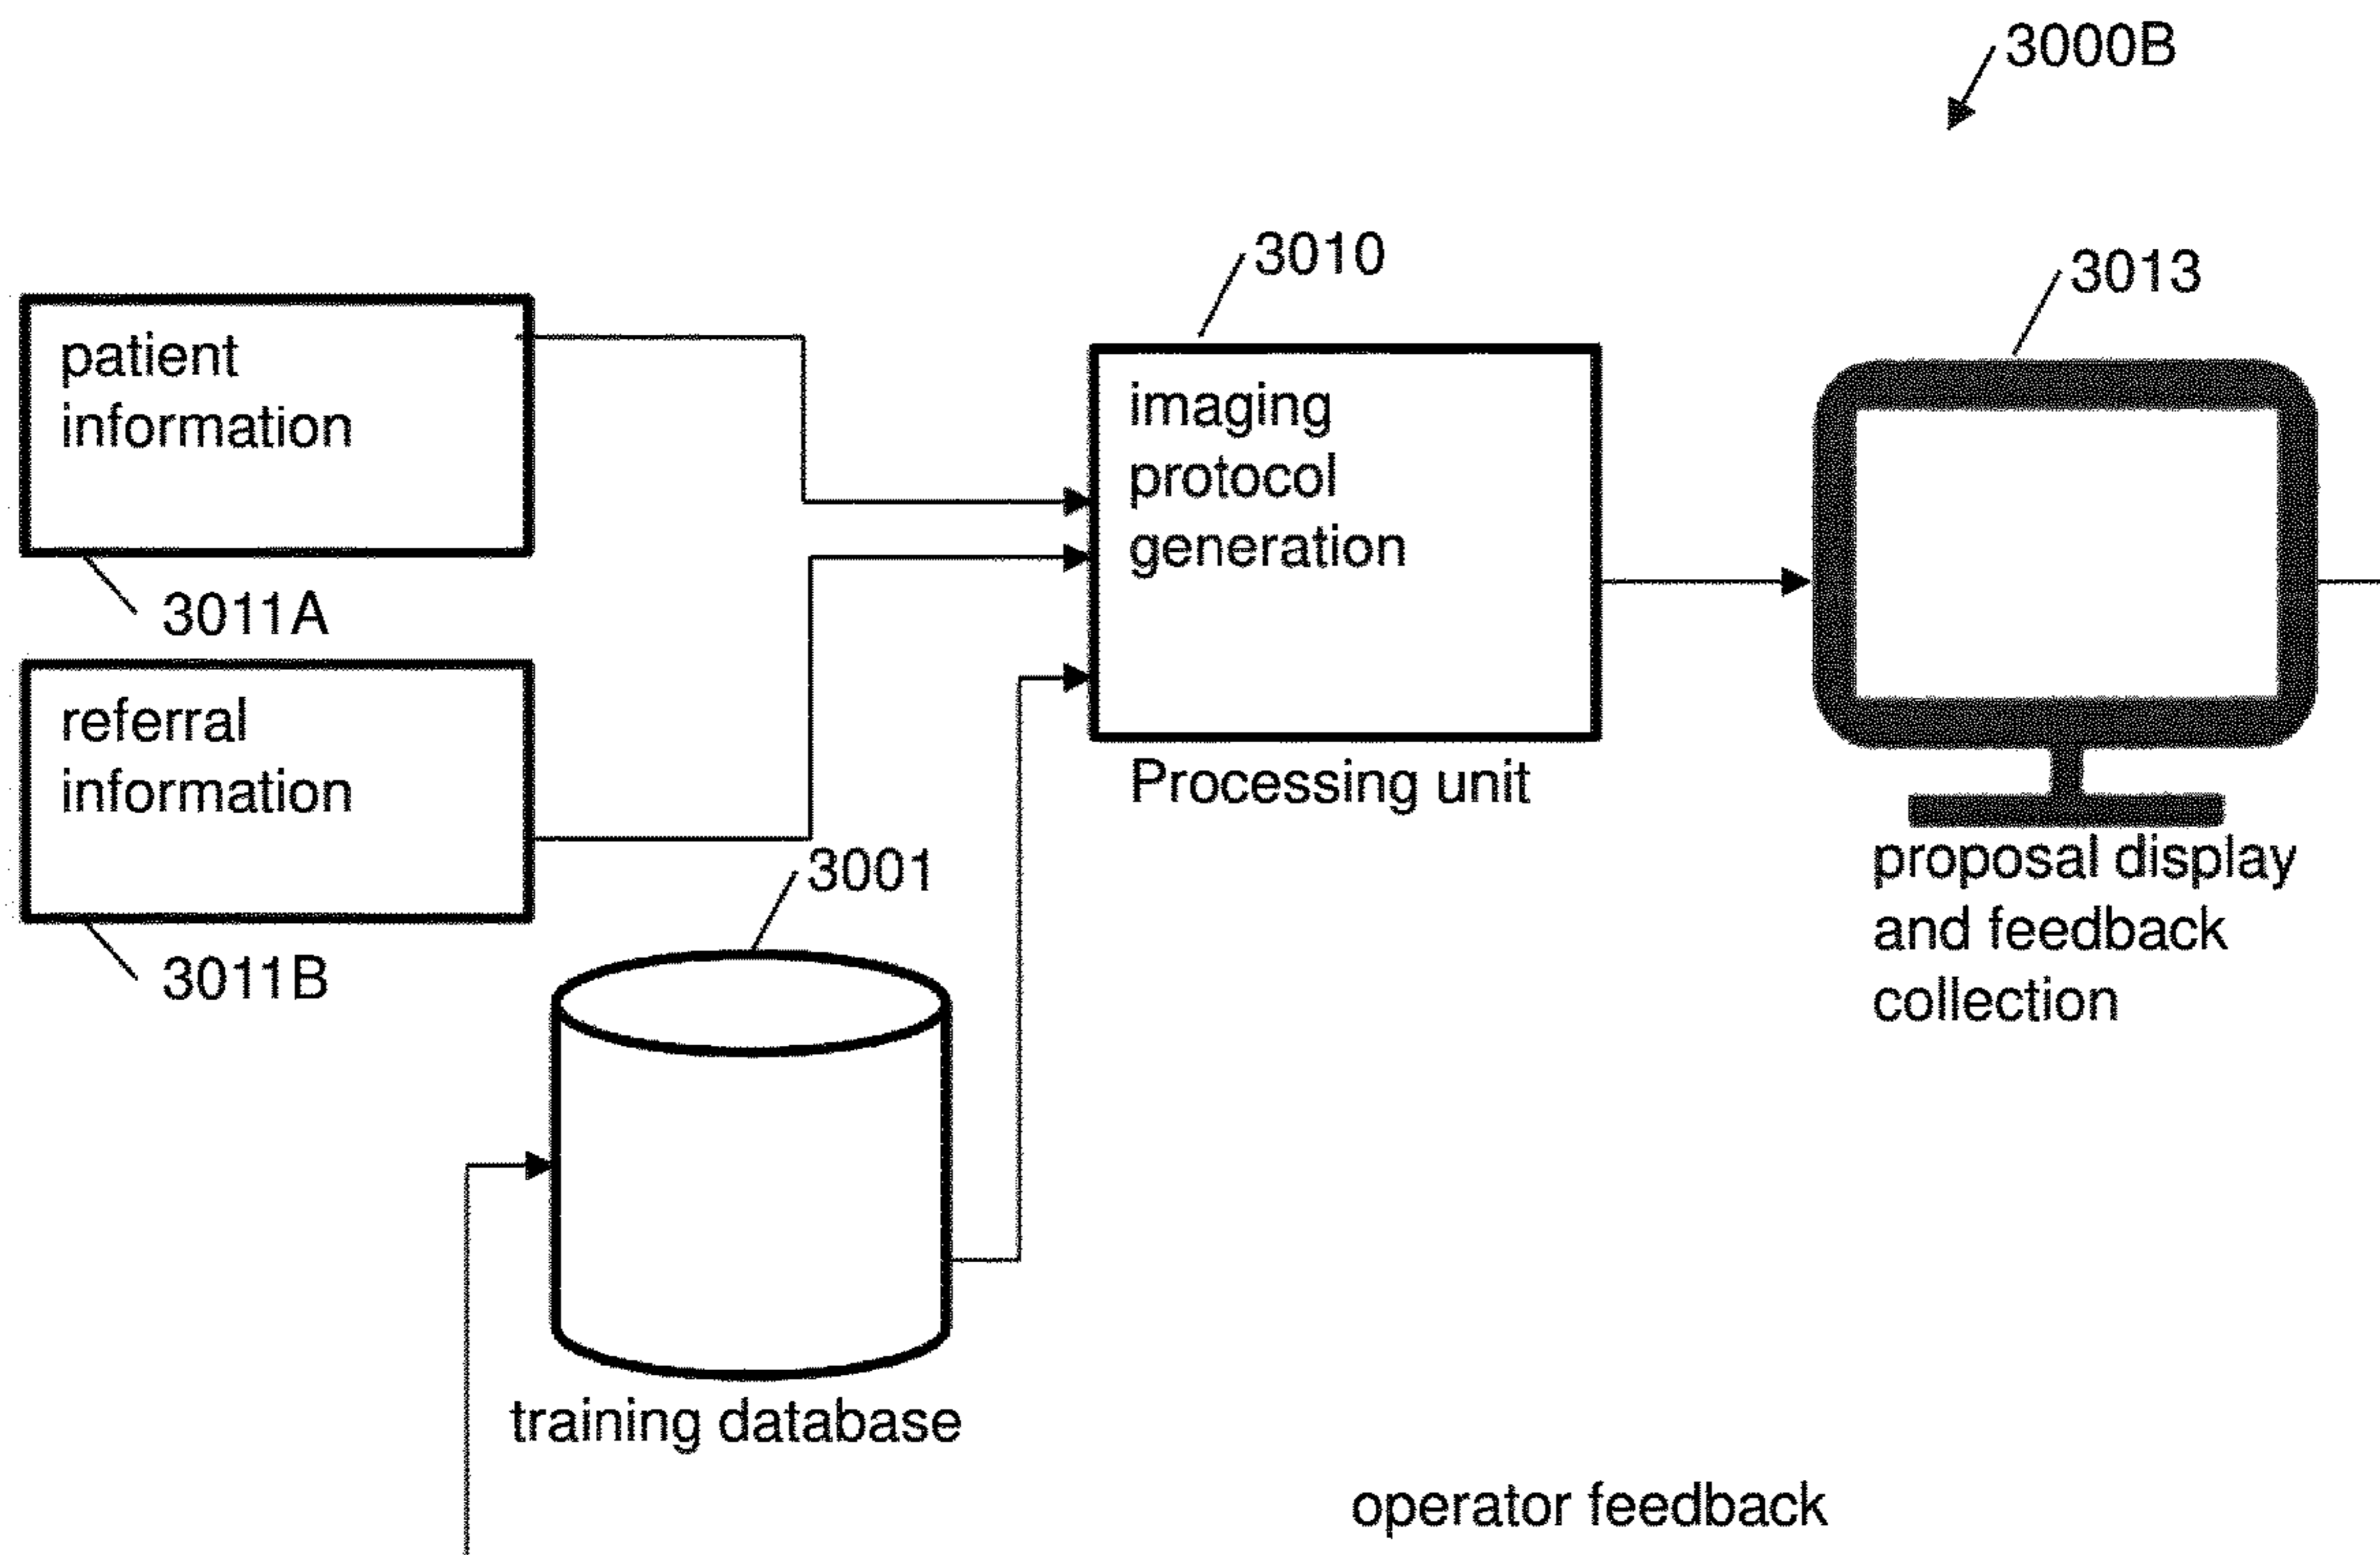 3000B
3010
3013
patient
information
3011A
imaging
protocol
generation
referral
information
3011B
Processing unit
3001
proposal display
and feedback
collection
training database
operator feedback